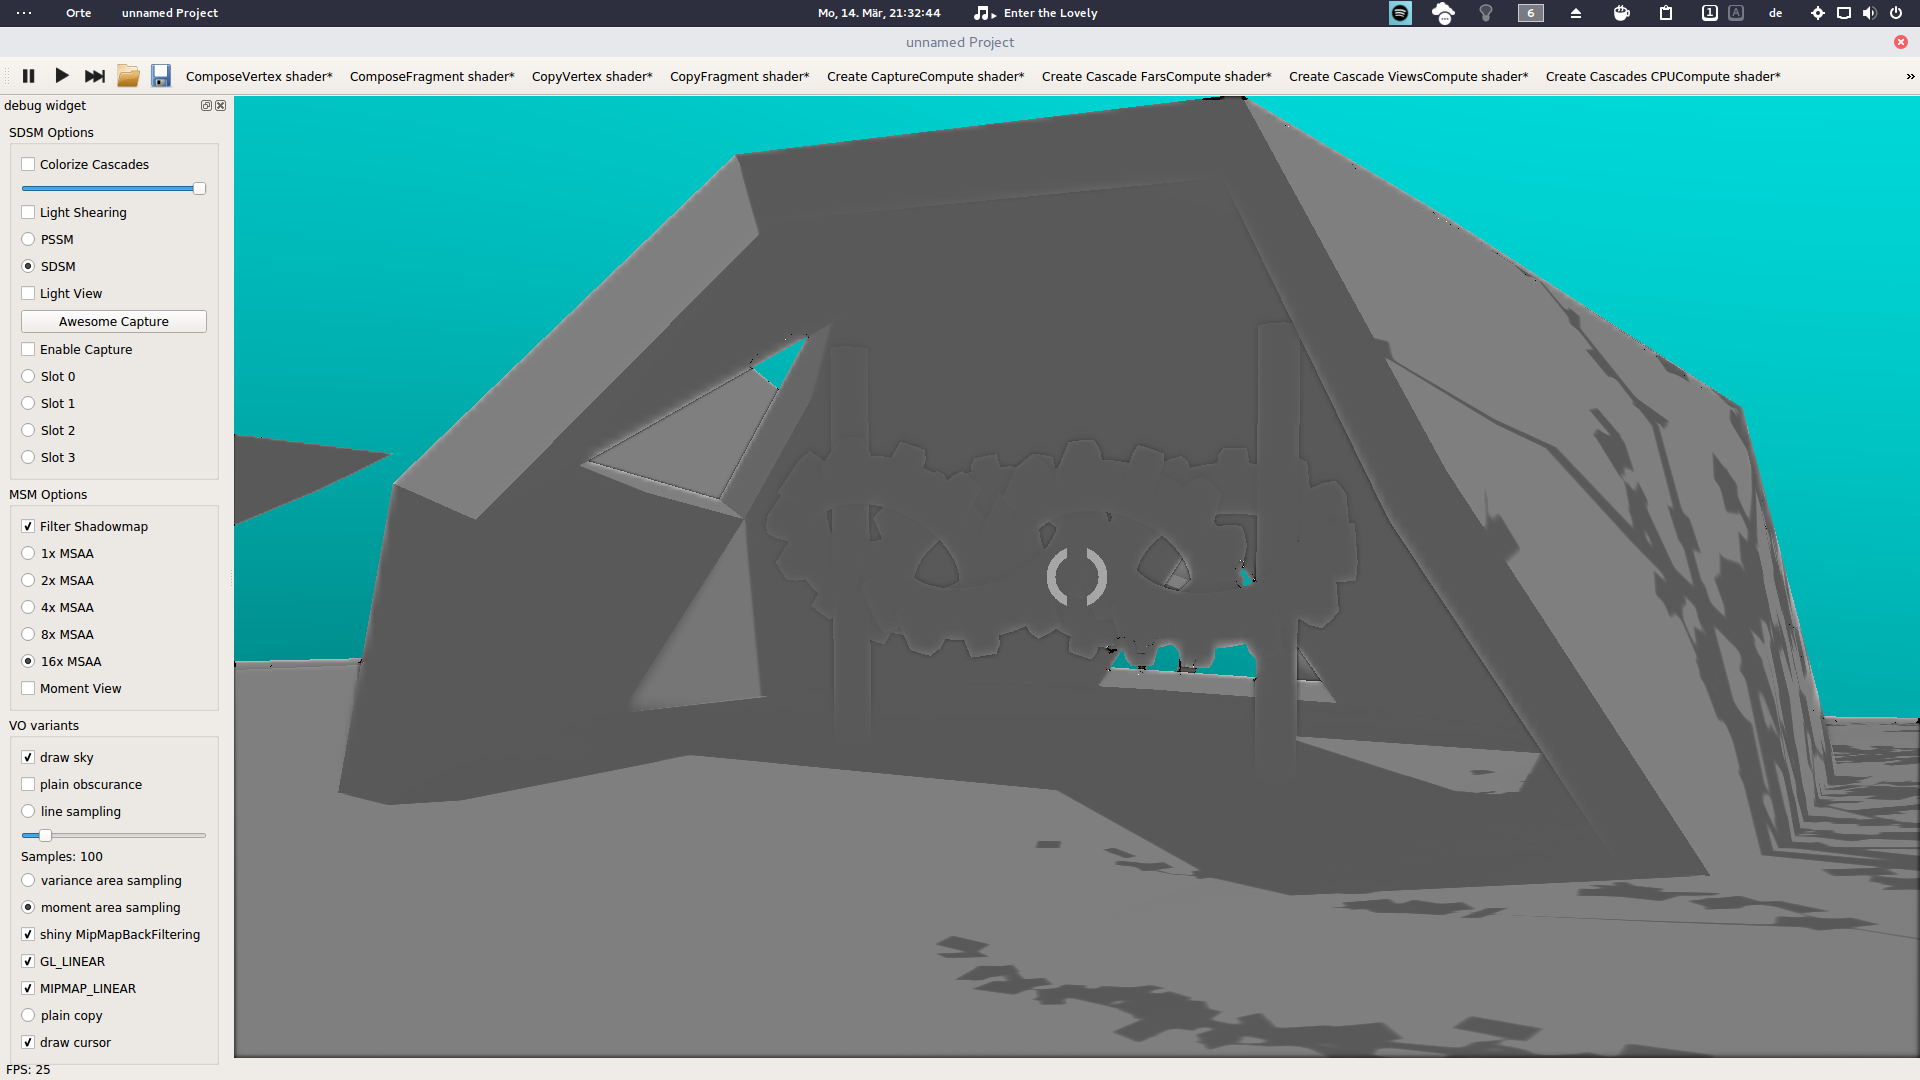 Orte
unnamed Project
Mo, 14. Mär, 21:32:44
Enter the Lovely
6
1
A
de
unnamed Project
ComposeVertex shader*
ComposeFragment shader*
CopyVertex shader*
CopyFragment shader*
Create CaptureCompute shader*
Create Cascade FarsCompute shader*
Create Cascade ViewsCompute shader*
Create Cascades CPUCompute shader*
debug widget
SDSM Options
Colorize Cascades
Light Shearing
PSSM
SDSM
Light View
Awesome Capture
Enable Capture
Slot 0
Slot 1
Slot 2
Slot 3
MSM Options
Filter Shadowmap
1x MSAA
2x MSAA
4x MSAA
8x MSAA
16x MSAA
Moment View
VO variants
draw sky
plain obscurance
line sampling
Samples: 100
variance area sampling
moment area sampling
shiny MipMapBackFiltering
GL_LINEAR
MIPMAP_LINEAR
plain copy
draw cursor
FPS: 25